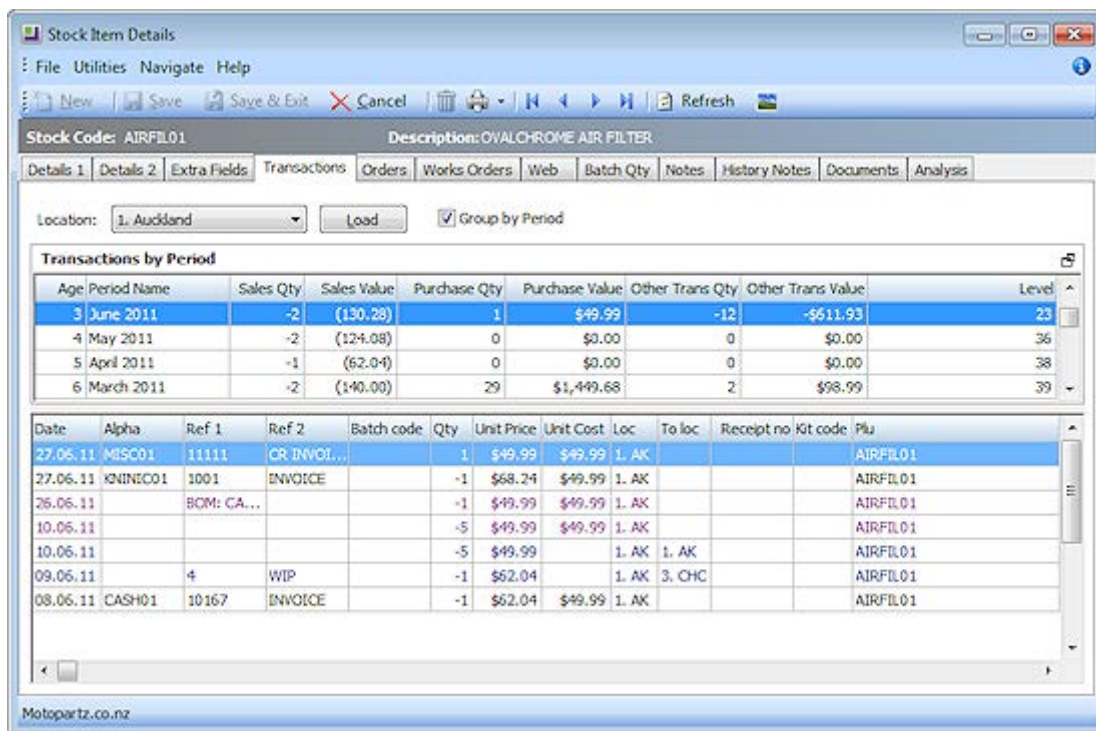 Stock Item Details
File Utilities Navigate Help
New Save Save & Exit Cancel Refresh
Stock Code: AIRFIL01 Description: OVALCHROME AIR FILTER
Details 1 Details 2 Extra Fields Transactions Orders Works Orders Web Batch Qty Notes History Notes Documents Analysis
Location: 1. Auckland Load Group by Period
Transactions by Period
Age Period Name Sales Qty Sales Value Purchase Qty Purchase Value Other Trans Qty Other Trans Value Level
3 June 2011 -2 (130.28) 1 $49.99 -12 -$611.93 23
4 May 2011 -2 (124.08) 0 $0.00 0 $0.00 36
5 April 2011 -1 (62.04) 0 $0.00 0 $0.00 38
6 March 2011 -2 (140.00) 29 $1,449.68 2 $98.99 39
Date Alpha Ref 1 Ref 2 Batch code Qty Unit Price Unit Cost Loc To loc Receipt no Kit code Plu
27.06.11 MISC01 11111 CR INVOI... 1 $49.99 $49.99 1. AK AIRFIL01
27.06.11 KNINIC01 1001 INVOICE -1 $68.24 $49.99 1. AK AIRFIL01
26.06.11 BOM: CA... -1 $49.99 $49.99 1. AK AIRFIL01
10.06.11 -5 $49.99 $49.99 1. AK AIRFIL01
10.06.11 -5 $49.99 1. AK 1. AK AIRFIL01
09.06.11 4 WIP -1 $62.04 1. AK 3. CHC AIRFIL01
08.06.11 CASH01 10167 INVOICE -1 $62.04 $49.99 1. AK AIRFIL01
Motopartz.co.nz